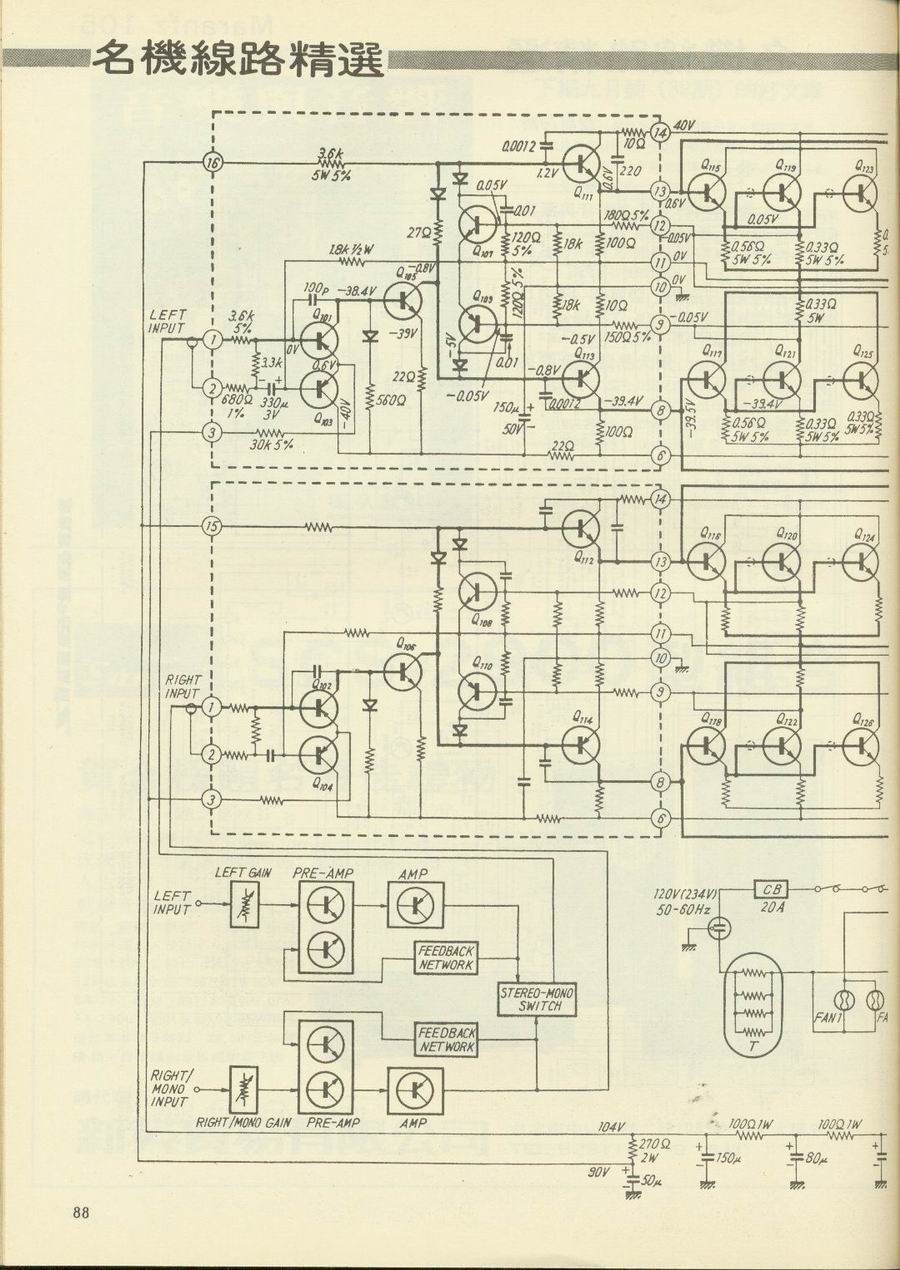 名機線路精選
0.0012
10Ω
14
40V
16
3.6k
5W 5%
1.2V
Q111
0.6V
220
13
0.6V
Q115
Q119
Q123
0.05V
0.01
180Ω 5%
12
-0.05V
0.05V
27Ω
Q107
120Ω
5%
18k
100Ω
0.56Ω
5W 5%
0.33Ω
5W 5%
1.8k ½W
Q105
-0.8V
11
0V
10
0V
100p
-38.4V
120Ω 5%
Q109
18k
10Ω
0.33Ω
5W
LEFT
INPUT
3.6k
5%
1
Q101
0V
-39V
-5V
0.01
-0.5V
150Ω 5%
9
-0.05V
3.3k
0.6V
Q113
Q117
Q121
Q125
2
680Ω
1%
330μ
3V
Q103
-40V
560Ω
22Ω
-0.05V
-0.8V
0.0012
-39.4V
8
-39.5V
-39.4V
3
30k 5%
150μ
50V
100Ω
0.56Ω
5W 5%
0.33Ω
5W 5%
0.33Ω
5W 5%
22Ω
6
14
15
Q112
13
Q116
Q120
Q124
12
Q108
11
Q106
10
RIGHT
INPUT
Q102
Q110
9
1
Q114
Q118
Q122
Q126
2
Q104
8
3
6
LEFT GAIN
PRE-AMP
AMP
LEFT
INPUT
120V(234V)
50-60Hz
CB
20A
FEEDBACK
NETWORK
STEREO-MONO
SWITCH
FAN1
FA
FEEDBACK
NETWORK
T
RIGHT/
MONO
INPUT
RIGHT/MONO GAIN
PRE-AMP
AMP
104V
100Ω1W
100Ω1W
270Ω
2W
150μ
80μ
90V
50μ
88